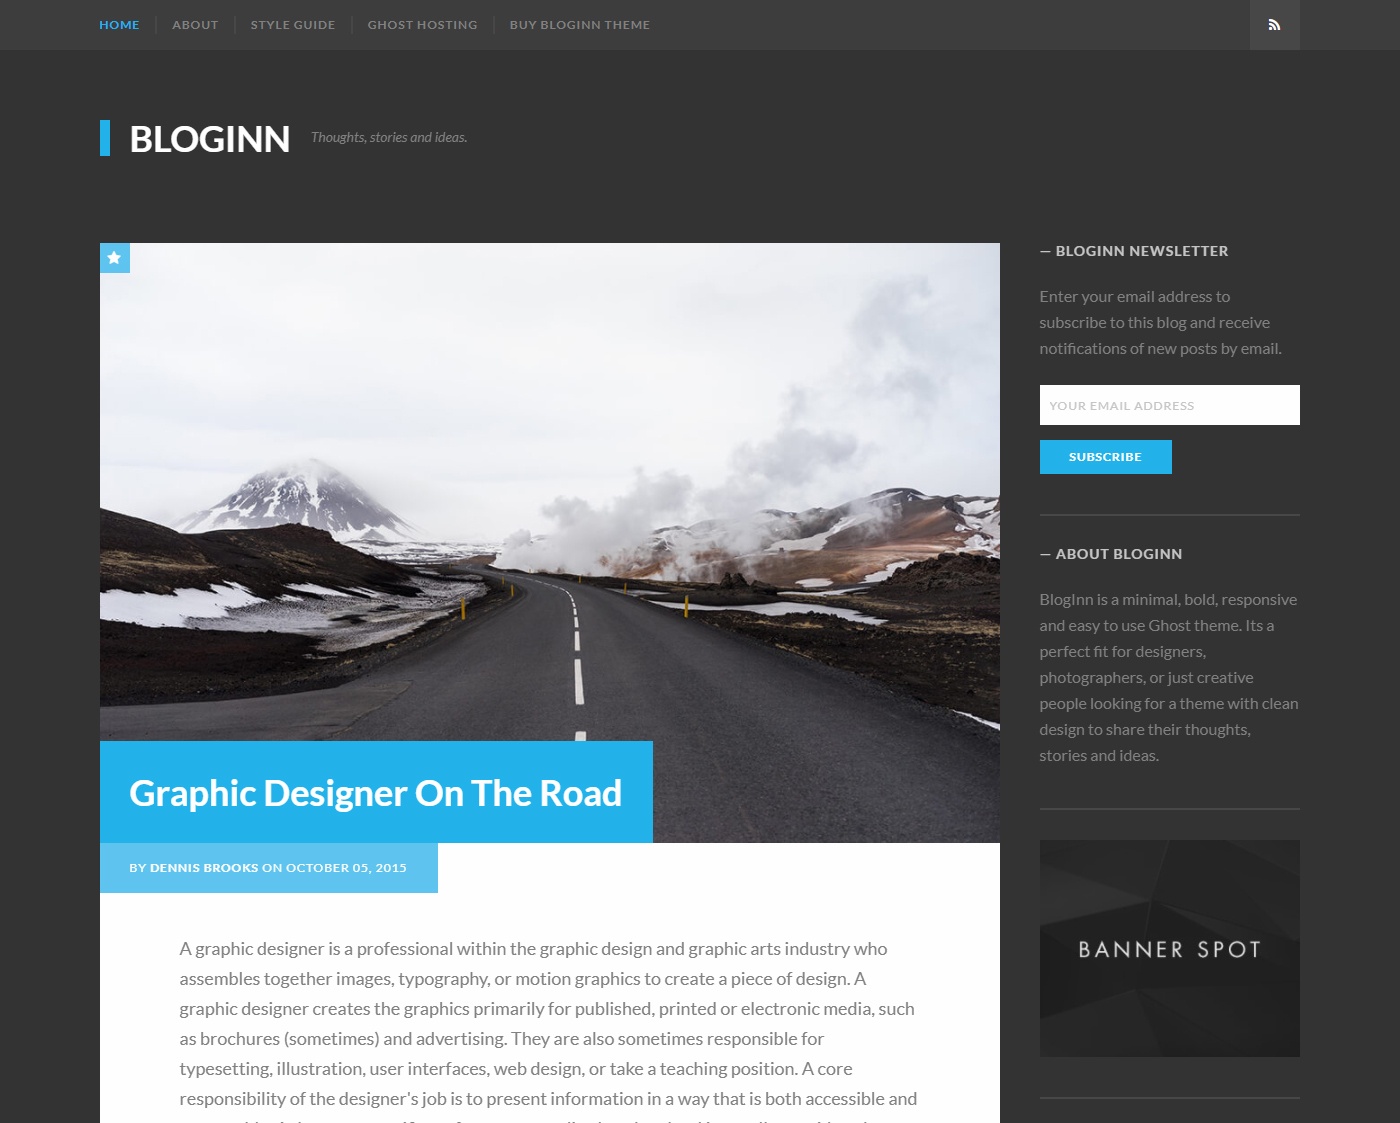 HOME
ABOUT
STYLE GUIDE
GHOST HOSTING
BUY BLOGINN THEME
BLOGINN
Thoughts, stories and ideas.
Graphic Designer On The Road
BY DENNIS BROOKS ON OCTOBER 05, 2015
A graphic designer is a professional within the graphic design and graphic arts industry who
assembles together images, typography, or motion graphics to create a piece of design. A
graphic designer creates the graphics primarily for published, printed or electronic media, such
as brochures (sometimes) and advertising. They are also sometimes responsible for
typesetting, illustration, user interfaces, web design, or take a teaching position. A core
responsibility of the designer's job is to present information in a way that is both accessible and
— BLOGINN NEWSLETTER
Enter your email address to
subscribe to this blog and receive
notifications of new posts by email.
YOUR EMAIL ADDRESS
SUBSCRIBE
— ABOUT BLOGINN
BlogInn is a minimal, bold, responsive
and easy to use Ghost theme. Its a
perfect fit for designers,
photographers, or just creative
people looking for a theme with clean
design to share their thoughts,
stories and ideas.
BANNER SPOT